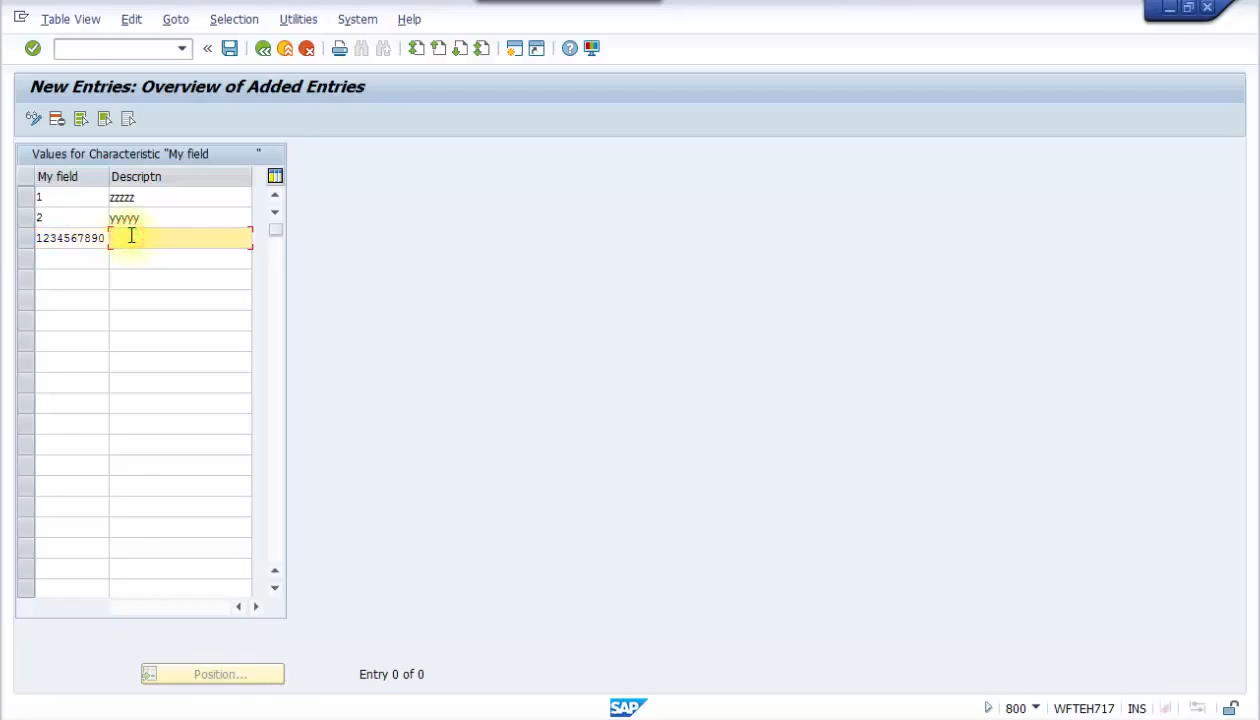 Table View Edit Goto Selection Utilities System Help
New Entries: Overview of Added Entries
Values for Characteristic "My field "
My field Descriptn
1 zzzzz
2 yyyyy
1234567890
Position... Entry 0 of 0
SAP 800 WFTEH717 INS